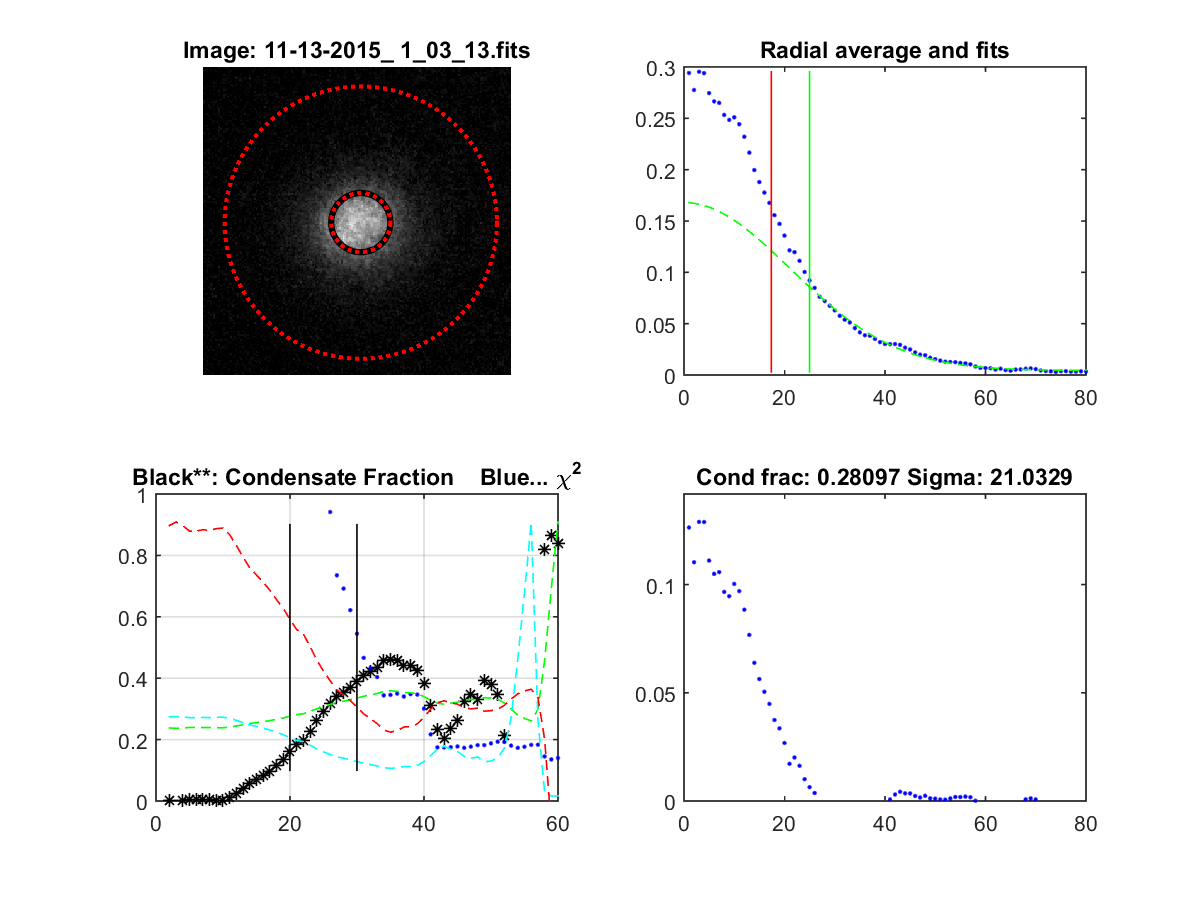 Image: 11-13-2015_ 1_03_13.fits
Radial average and fits
0.3
0.25
0.2
0.15
0.1
0.05
0
0 20 40 60 80
Black**: Condensate Fraction Blue... χ²
1
0.8
0.6
0.4
0.2
0
0 20 40 60
Cond frac: 0.28097 Sigma: 21.0329
0.1
0.05
0
0 20 40 60 80